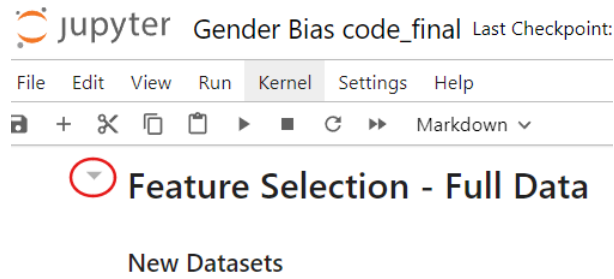 jupyter Gender Bias code_final Last Checkpoint:
File Edit View Run Kernel Settings Help
Markdown
Feature Selection - Full Data
New Datasets